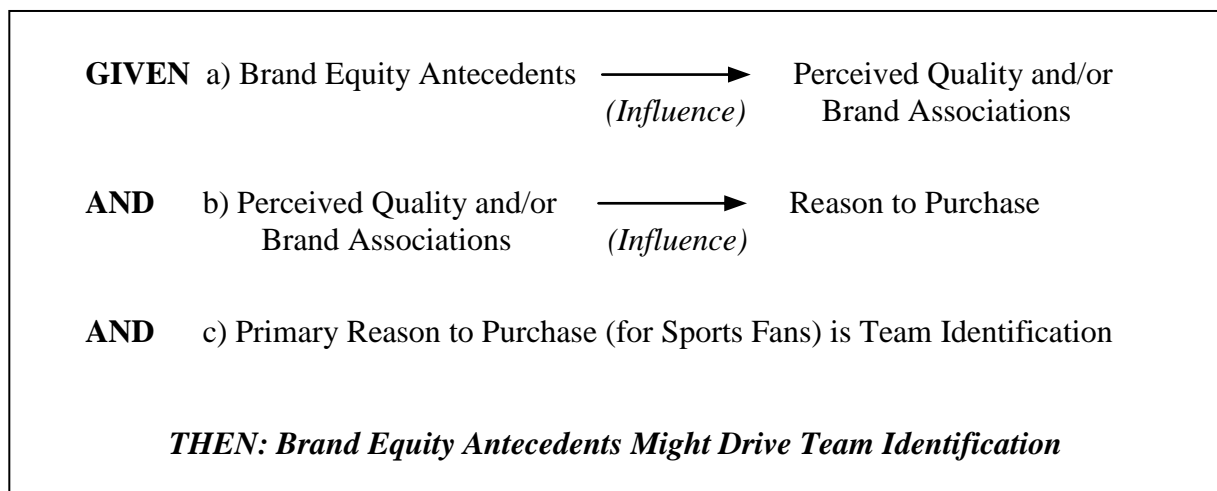 GIVEN a) Brand Equity Antecedents Perceived Quality and/or
(Influence) Brand Associations
AND b) Perceived Quality and/or Reason to Purchase
Brand Associations (Influence)
AND c) Primary Reason to Purchase (for Sports Fans) is Team Identification
THEN: Brand Equity Antecedents Might Drive Team Identification